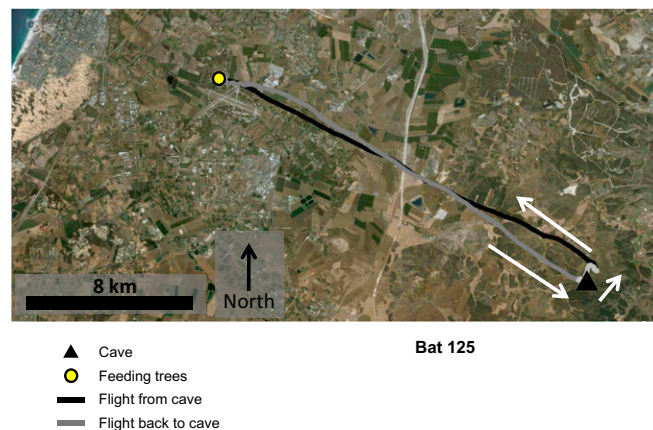 8 km
North
Bat 125
Cave
Feeding trees
Flight from cave
Flight back to cave